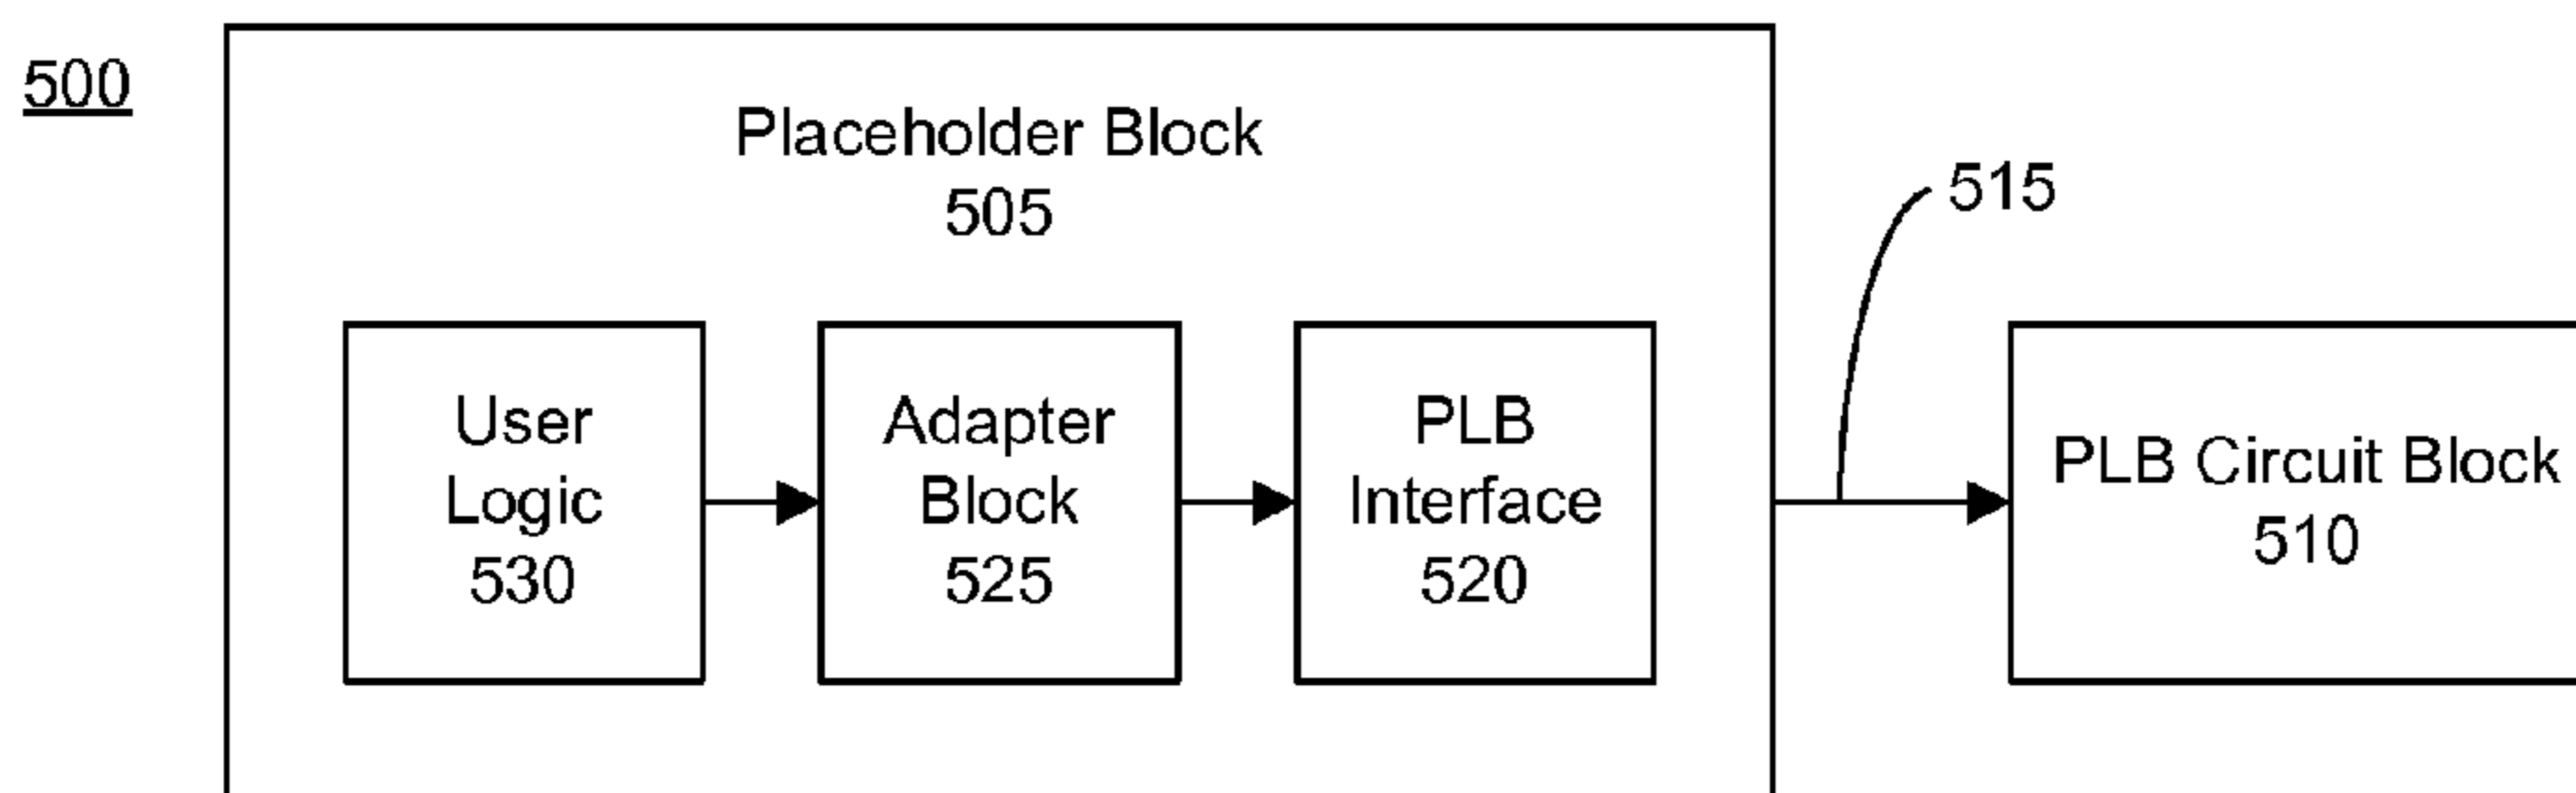 500
Placeholder Block
505
515
User
Logic
530
Adapter
Block
525
PLB
Interface
520
PLB Circuit Block
510